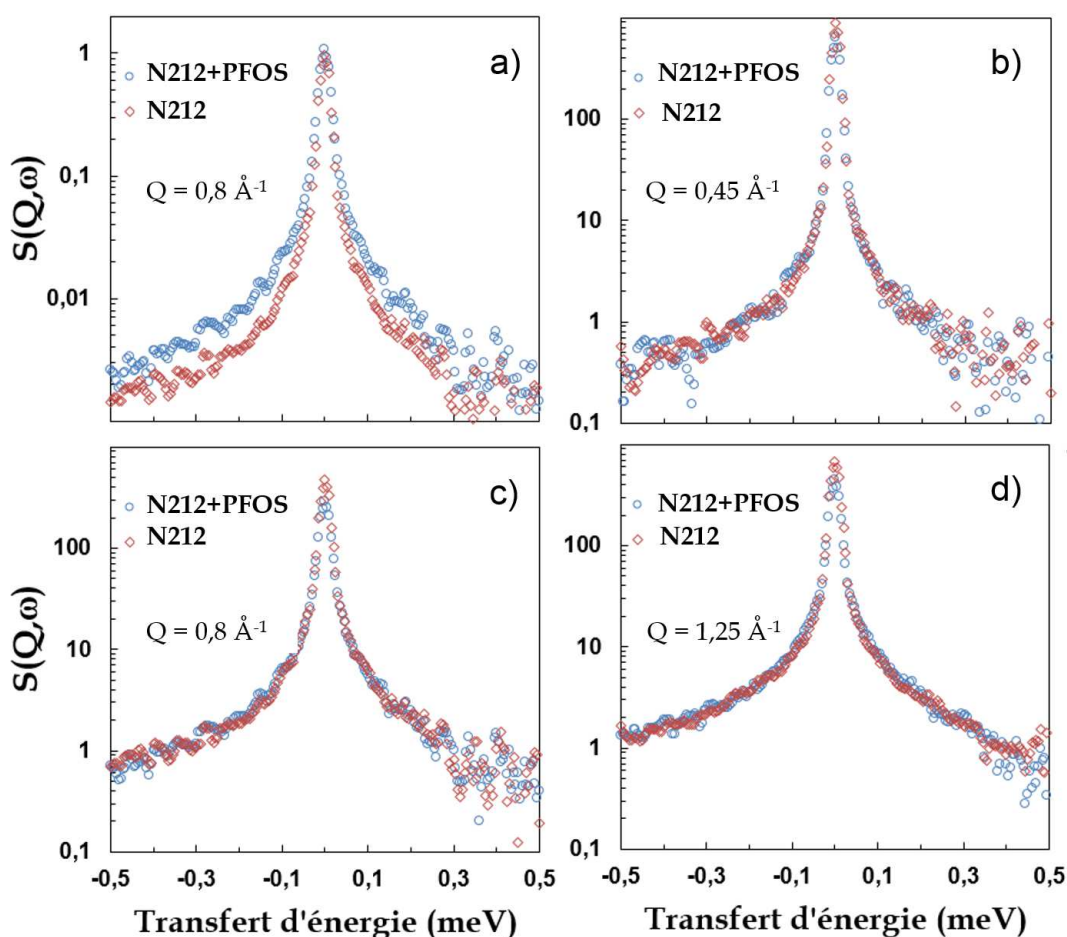 a)
N212+PFOS
N212
Q = 0,8 Å-1
S(Q,ω)
1
0,1
0,01
b)
N212+PFOS
N212
Q = 0,45 Å-1
100
10
1
0,1
c)
N212+PFOS
N212
Q = 0,8 Å-1
S(Q,ω)
100
10
1
0,1
-0,5 -0,3 -0,1 0,1 0,3 0,5
Transfert d'énergie (meV)
d)
N212+PFOS
N212
Q = 1,25 Å-1
100
10
1
0,1
-0,5 -0,3 -0,1 0,1 0,3 0,5
Transfert d'énergie (meV)